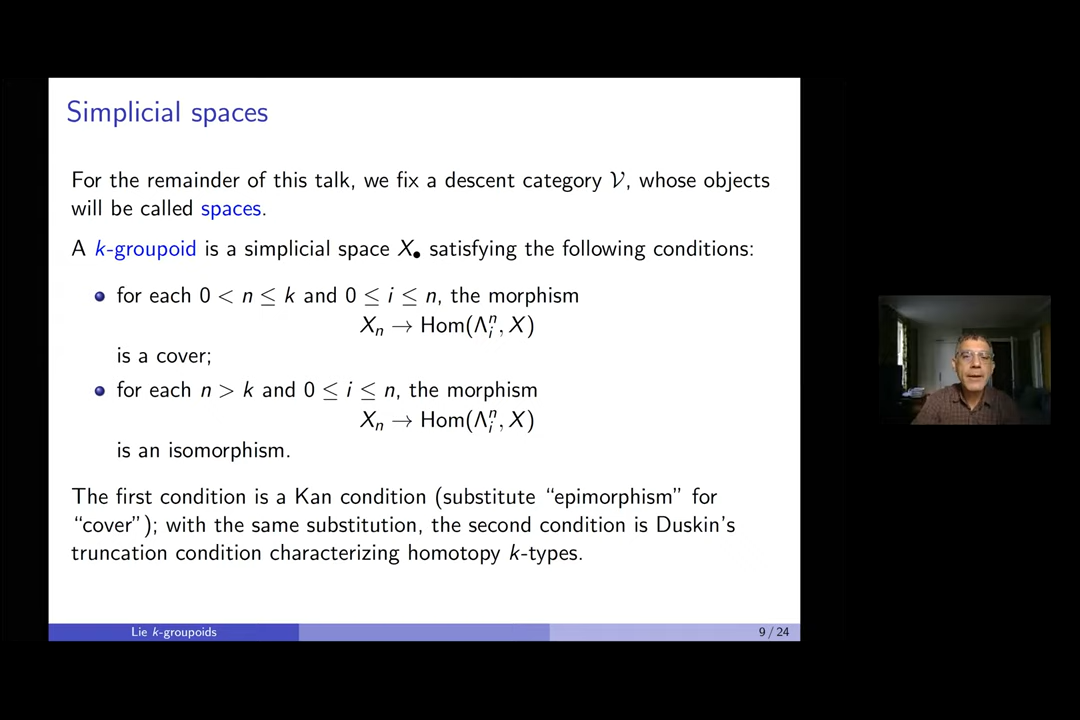 Simplicial spaces
For the remainder of this talk, we fix a descent category 𝒱, whose objects
will be called spaces.
A k-groupoid is a simplicial space X• satisfying the following conditions:
for each 0 < n ≤ k and 0 ≤ i ≤ n, the morphism
Xₙ → Hom(Λᵢⁿ, X)
is a cover;
for each n > k and 0 ≤ i ≤ n, the morphism
Xₙ → Hom(Λᵢⁿ, X)
is an isomorphism.
The first condition is a Kan condition (substitute “epimorphism” for
“cover”); with the same substitution, the second condition is Duskin’s
truncation condition characterizing homotopy k-types.
Lie k-groupoids
9 / 24